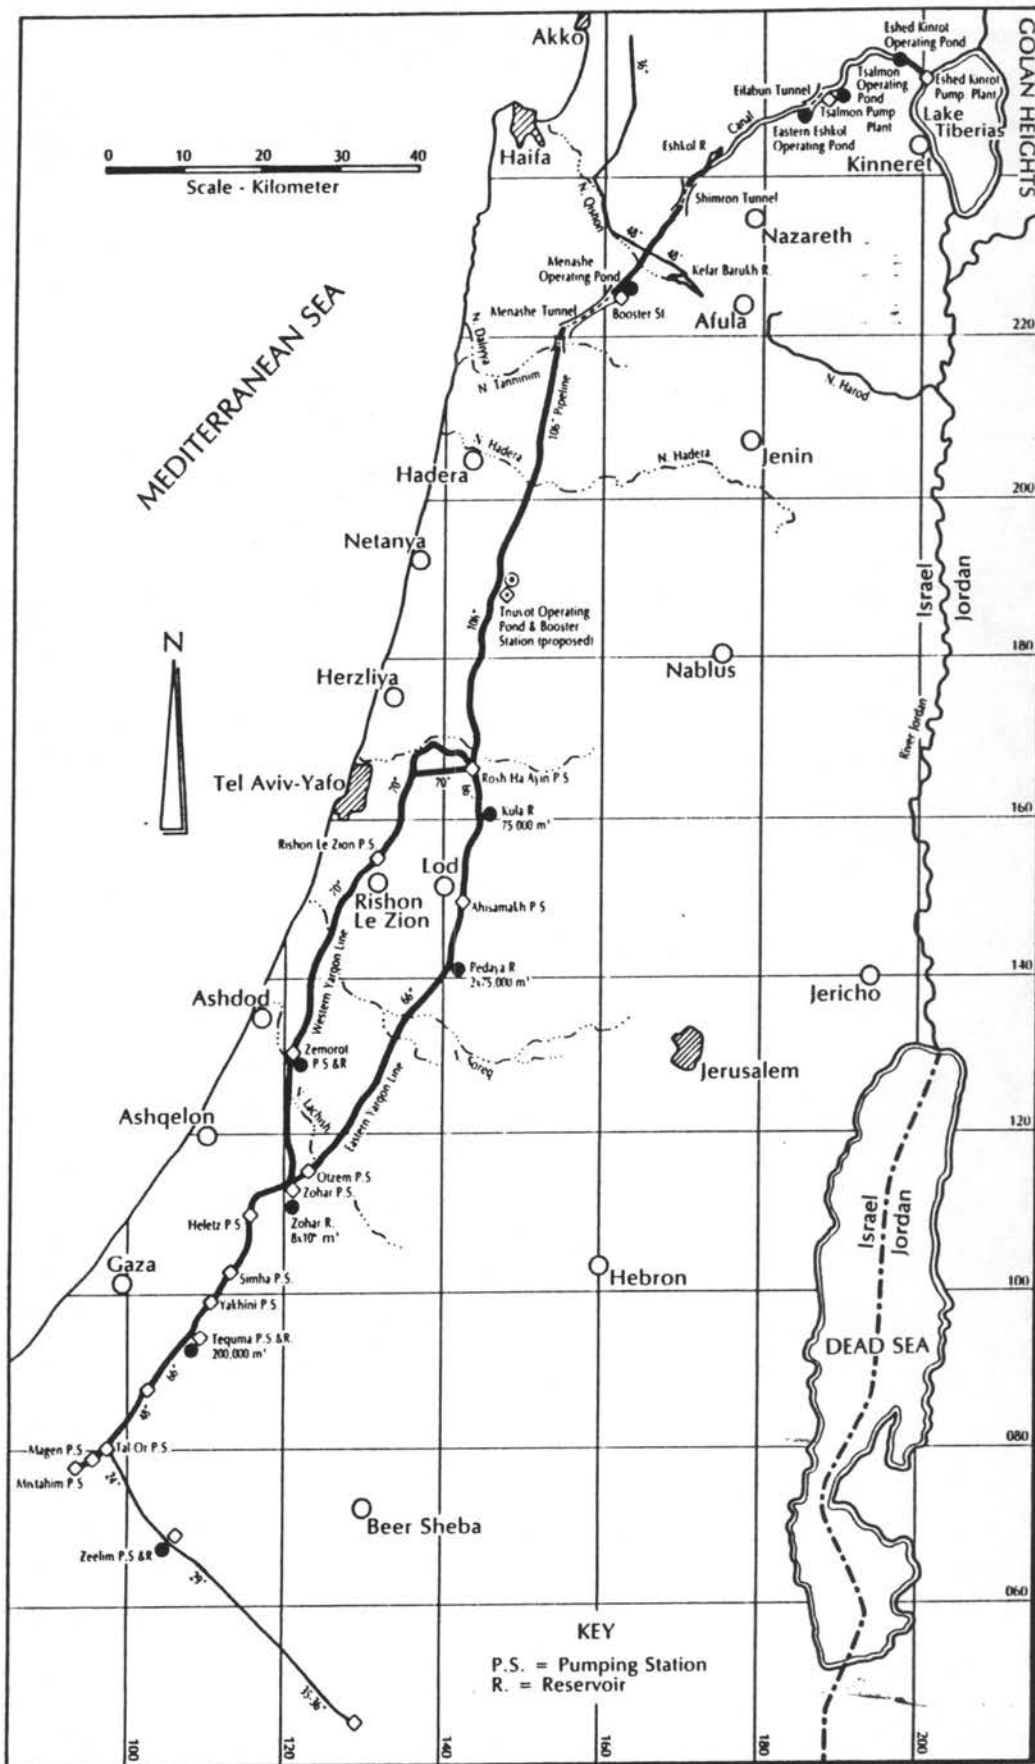 Akko
Eshed Kinrot
Operating Pond
Tsalmon
Operating
Pond
Eshed Kinrot
Pump Plant
Tsalmon Pump
Plant
Eilabun Tunnel
Eastern Eshkol
Operating Pond
Lake
Tiberias
GOLAN HEIGHTS
Kinneret
Canal
Eshkol R
36"
Haifa
0 10 20 30 40
Scale - Kilometer
Shimron Tunnel
N. Qishon
48"
48"
Nazareth
Menashe
Operating Pond
Kefar Barukh R.
Menashe Tunnel
Booster St.
Afula
MEDITERRANEAN SEA
N. Daliyya
N. Tanninim
220
N. Harod
106" Pipeline
N. Hadera
N. Hadera
Hadera
Jenin
200
Netanya
Israel
Jordan
106"
Tnuvot Operating
Pond & Booster
Station (proposed)
N
Nablus
180
Herzliya
River Jordan
Tel Aviv-Yafo
70"
70"
Rosh Ha Ayin P.S
Kula R
75 000 m³
160
Rishon Le Zion P.S
Lod
70"
Rishon
Le Zion
Ahisamakh P S
Western Yarqon Line
Pedaya R
2x75.000 m³
140
Jericho
Ashdod
66"
Zemorot
P S & R
Soreq
Jerusalem
N. Lachish
Eastern Yarqon Line
Ashqelon
120
Otzem P.S.
Zohar P.S.
Heletz P S
Zohar R.
Israel
Jordan
Gaza
Simha P.S.
Hebron
100
Yakhini P.S.
Tequma P.S & R.
200,000 m³
DEAD SEA
66"
48"
Magen P.S
Tal Or P.S.
080
Mivtahim P S
Beer Sheba
Zeelim P.S & R
060
KEY
P.S. = Pumping Station
R. = Reservoir
35-36"
100 120 140 160 180 200